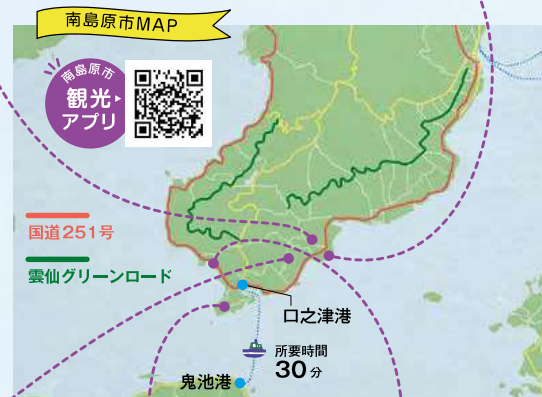 南島原市MAP
南島原市
観光
アプリ
国道251号
雲仙グリーンロード
口之津港
所要時間
30分
鬼池港